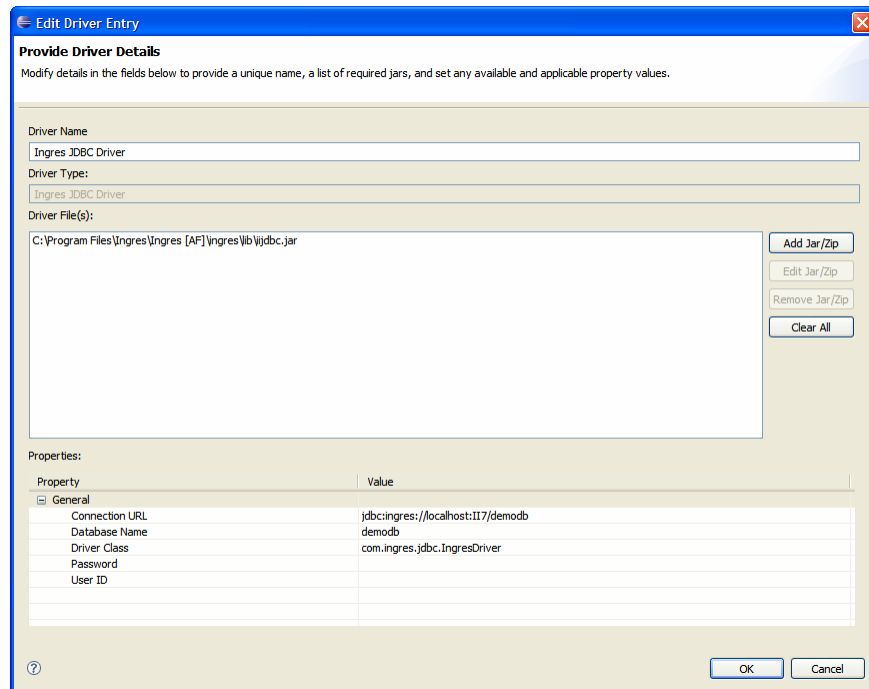 Edit Driver Entry
Provide Driver Details
Modify details in the fields below to provide a unique name, a list of required jars, and set any available and applicable property values.
Driver Name
Ingres JDBC Driver
Driver Type:
Ingres JDBC Driver
Driver File(s):
C:\Program Files\Ingres\Ingres [AF]\ingres\lib\iijdbc.jar
Add Jar/Zip
Edit Jar/Zip
Remove Jar/Zip
Clear All
Properties:
Property Value
General
Connection URL jdbc:ingres://localhost:II7/demodb
Database Name demodb
Driver Class com.ingres.jdbc.IngresDriver
Password
User ID
? OK Cancel